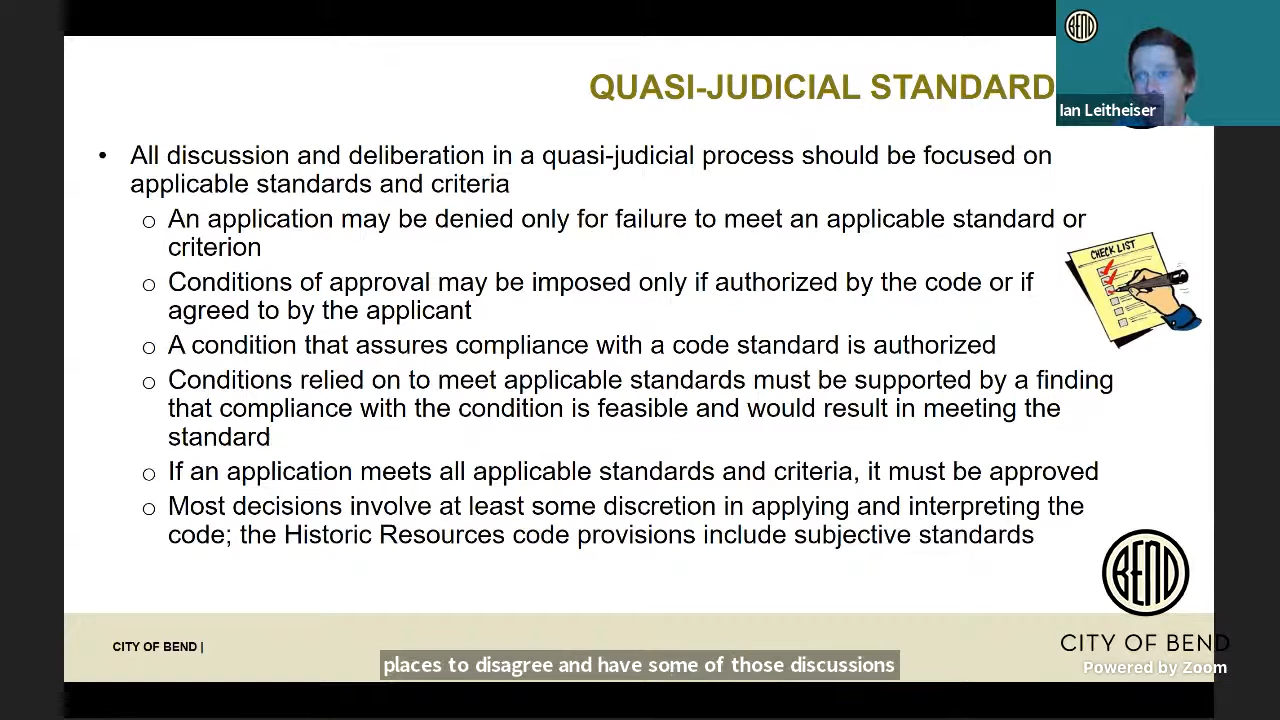 BEND
Ian Leitheiser
QUASI-JUDICIAL STANDARD
• All discussion and deliberation in a quasi-judicial process should be focused on
applicable standards and criteria
o An application may be denied only for failure to meet an applicable standard or
criterion
o Conditions of approval may be imposed only if authorized by the code or if
agreed to by the applicant
o A condition that assures compliance with a code standard is authorized
o Conditions relied on to meet applicable standards must be supported by a finding
that compliance with the condition is feasible and would result in meeting the
standard
o If an application meets all applicable standards and criteria, it must be approved
o Most decisions involve at least some discretion in applying and interpreting the
code; the Historic Resources code provisions include subjective standards
CHECK LIST
BEND
CITY OF BEND
CITY OF BEND |
places to disagree and have some of those discussions
Powered by Zoom